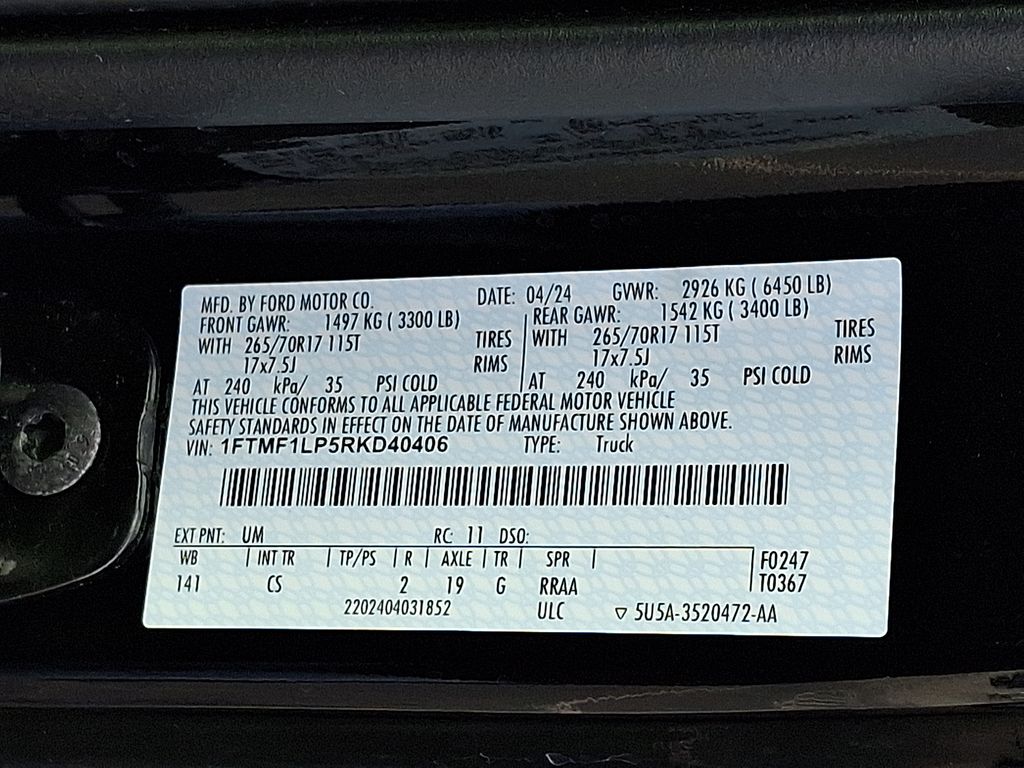 MFD. BY FORD MOTOR CO. DATE: 04/24 GVWR: 2926 KG ( 6450 LB)
FRONT GAWR: 1497 KG ( 3300 LB) REAR GAWR: 1542 KG ( 3400 LB)
WITH 265/70R17 115T TIRES WITH 265/70R17 115T TIRES
17x7.5J RIMS 17x7.5J RIMS
AT 240 kPa/ 35 PSI COLD AT 240 kPa/ 35 PSI COLD
THIS VEHICLE CONFORMS TO ALL APPLICABLE FEDERAL MOTOR VEHICLE
SAFETY STANDARDS IN EFFECT ON THE DATE OF MANUFACTURE SHOWN ABOVE.
VIN: 1FTMF1LP5RKD40406 TYPE: Truck
EXT PNT: UM RC: 11 DSO:
WB INT TR TP/PS R AXLE TR SPR F0247
141 CS 2 19 G RRAA T0367
2202404031852 ULC ▽ 5U5A-3520472-AA